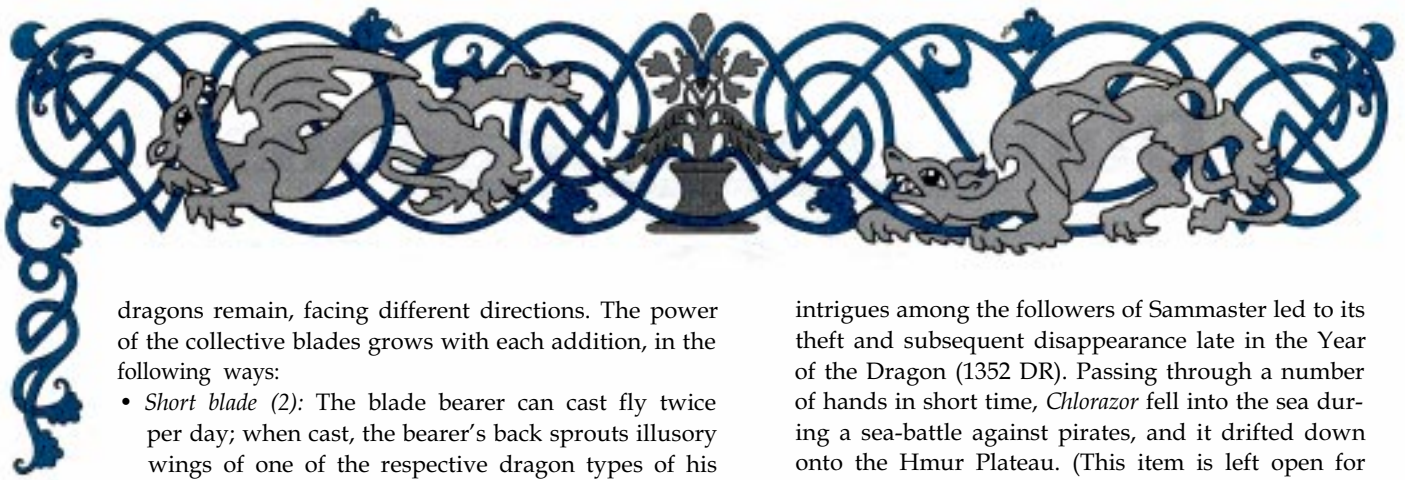 dragons remain, facing different directions. The power
of the collective blades grows with each addition, in the
following ways:
• Short blade (2): The blade bearer can cast fly twice
per day; when cast, the bearer's back sprouts illusory
wings of one of the respective dragon types of his
intrigues among the followers of Sammaster led to its
theft and subsequent disappearance late in the Year
of the Dragon (1352 DR). Passing through a number
of hands in short time, Chlorazor fell into the sea dur-
ing a sea-battle against pirates, and it drifted down
onto the Hmur Plateau. (This item is left open for